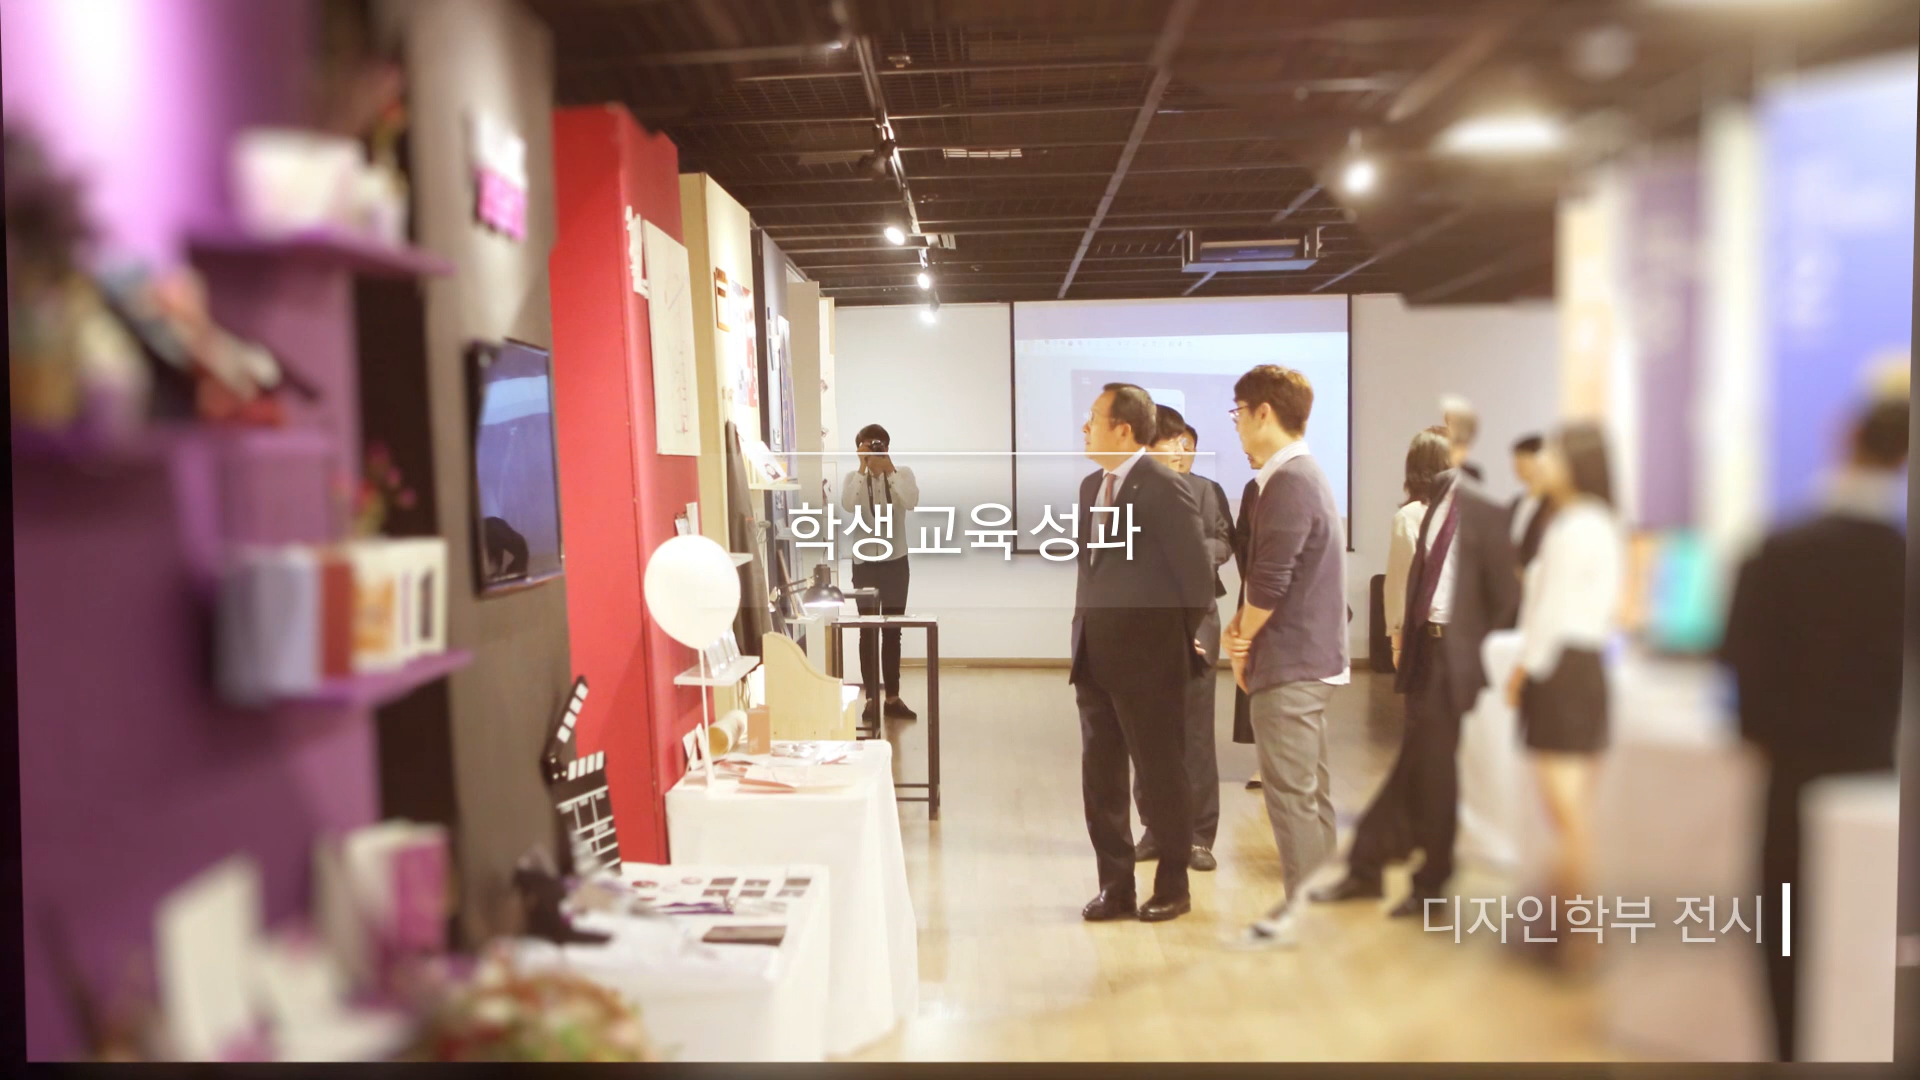 학생 교육 성과
디자인학부 전시